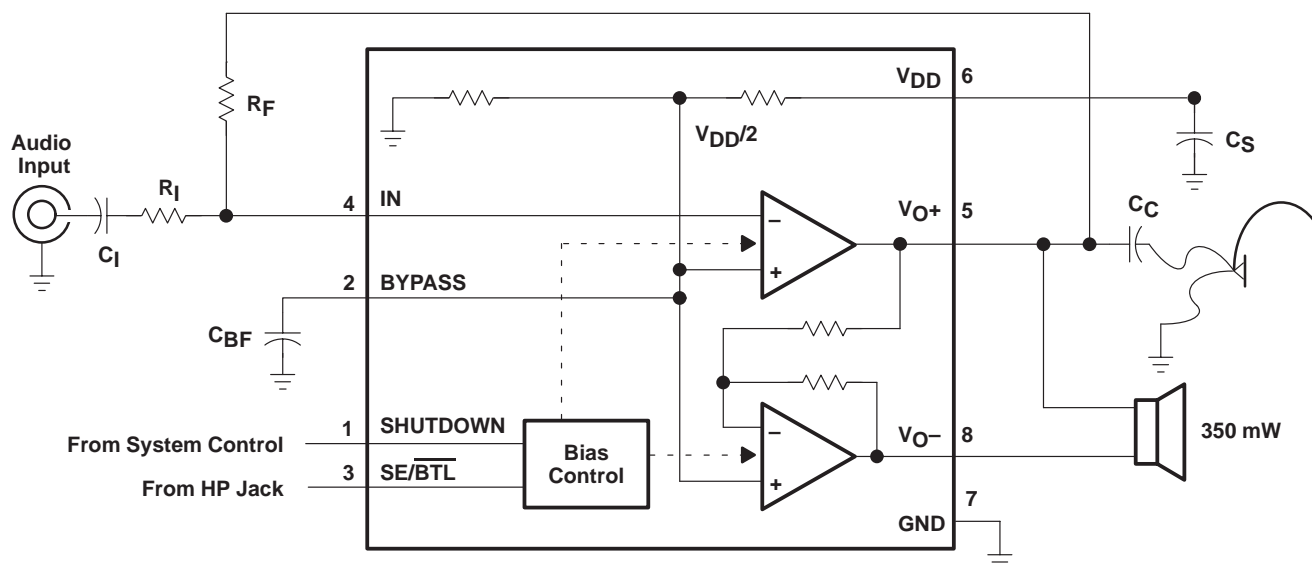 VDD 6
RF
Audio
Input
VDD/2
CS
RI
4 IN
VO+ 5
CC
CI
2 BYPASS
CBF
1 SHUTDOWN
From System Control
3 SE/BTL
From HP Jack
Bias
Control
VO− 8
350 mW
7
GND